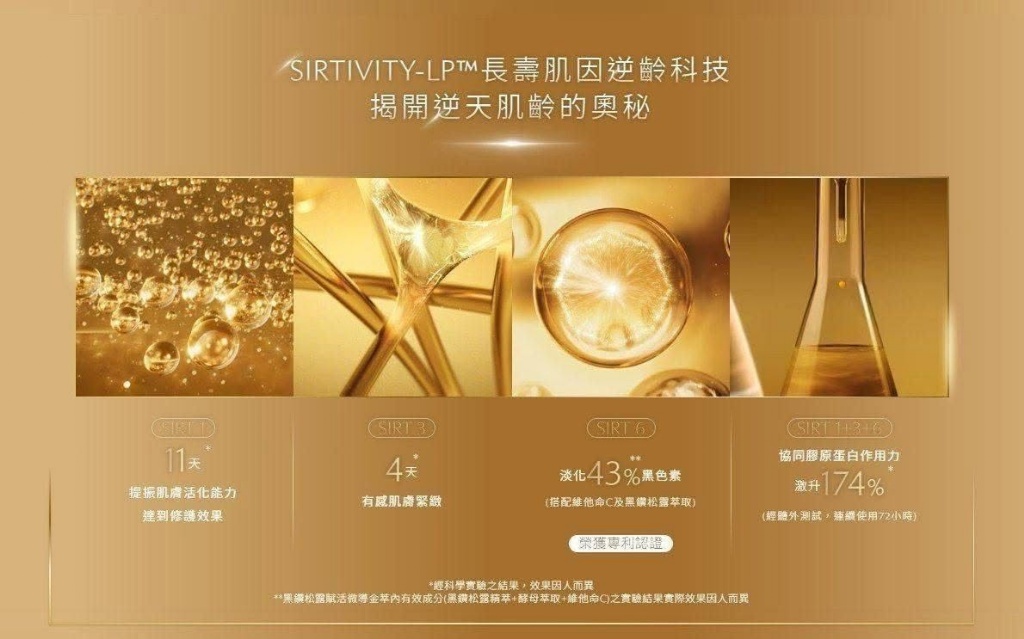 SIRTIVITY-LP™長壽肌因逆齡科技
揭開逆天肌齡的奧秘
SIRT 1
11天*
提振肌膚活化能力
達到修護效果
SIRT 3
4天*
有感肌膚緊緻
SIRT 6
淡化43%**黑色素
(搭配維他命C及黑鑽松露萃取)
榮獲專利認證
SIRT 1+3+6
協同膠原蛋白作用力
激升174%*
(經體外測試，連續使用72小時)
*經科學實驗之結果，效果因人而異
**黑鑽松露賦活微導金萃內有效成分(黑鑽松露精萃+酵母萃取+維他命C)之實驗結果實際效果因人而異